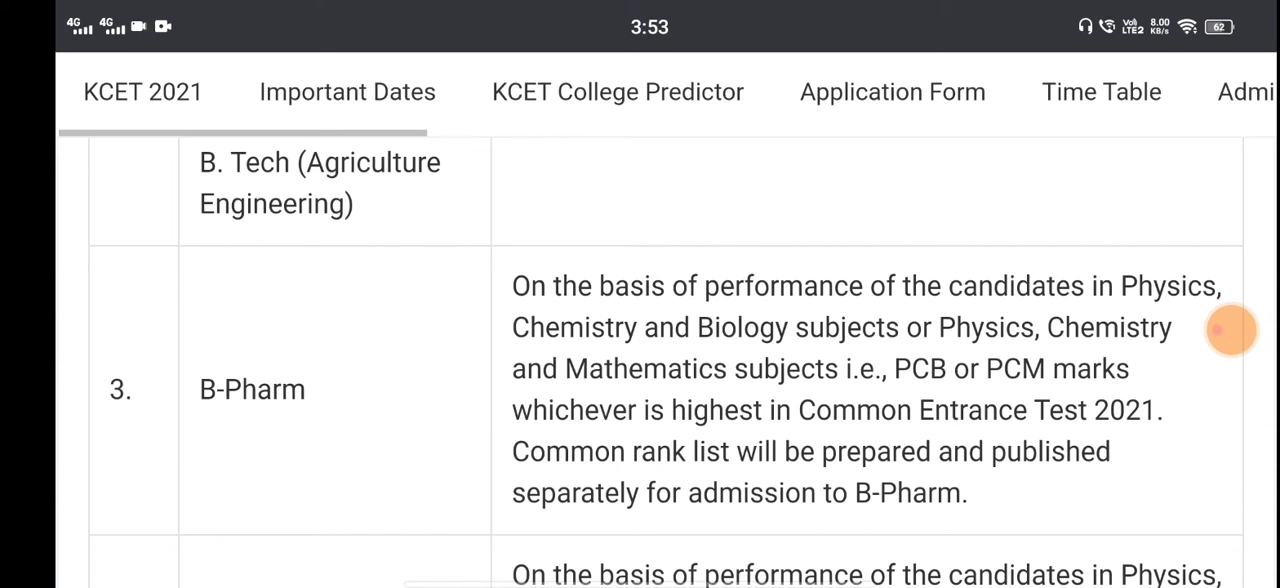 4G 4G 3:53 VoLTE2 8.00 KB/s 62
KCET 2021 Important Dates KCET College Predictor Application Form Time Table Admi
B. Tech (Agriculture
Engineering)
3. B-Pharm
On the basis of performance of the candidates in Physics,
Chemistry and Biology subjects or Physics, Chemistry
and Mathematics subjects i.e., PCB or PCM marks
whichever is highest in Common Entrance Test 2021.
Common rank list will be prepared and published
separately for admission to B-Pharm.
On the basis of performance of the candidates in Physics,